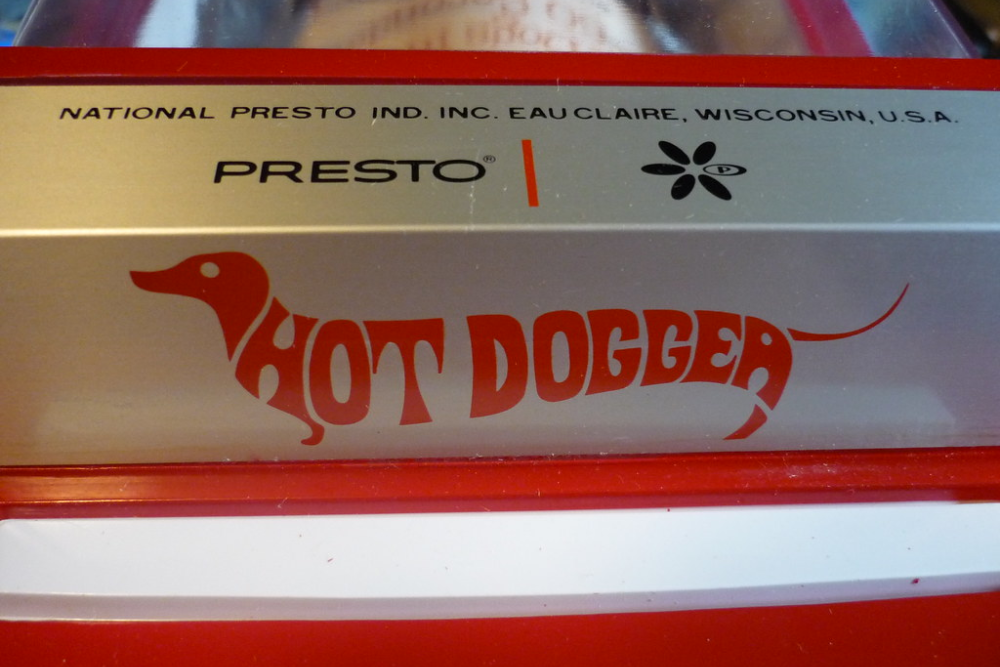 NATIONAL PRESTO IND. INC. EAU CLAIRE, WISCONSIN, U.S.A.
PRESTO® P
HOT DOGGER